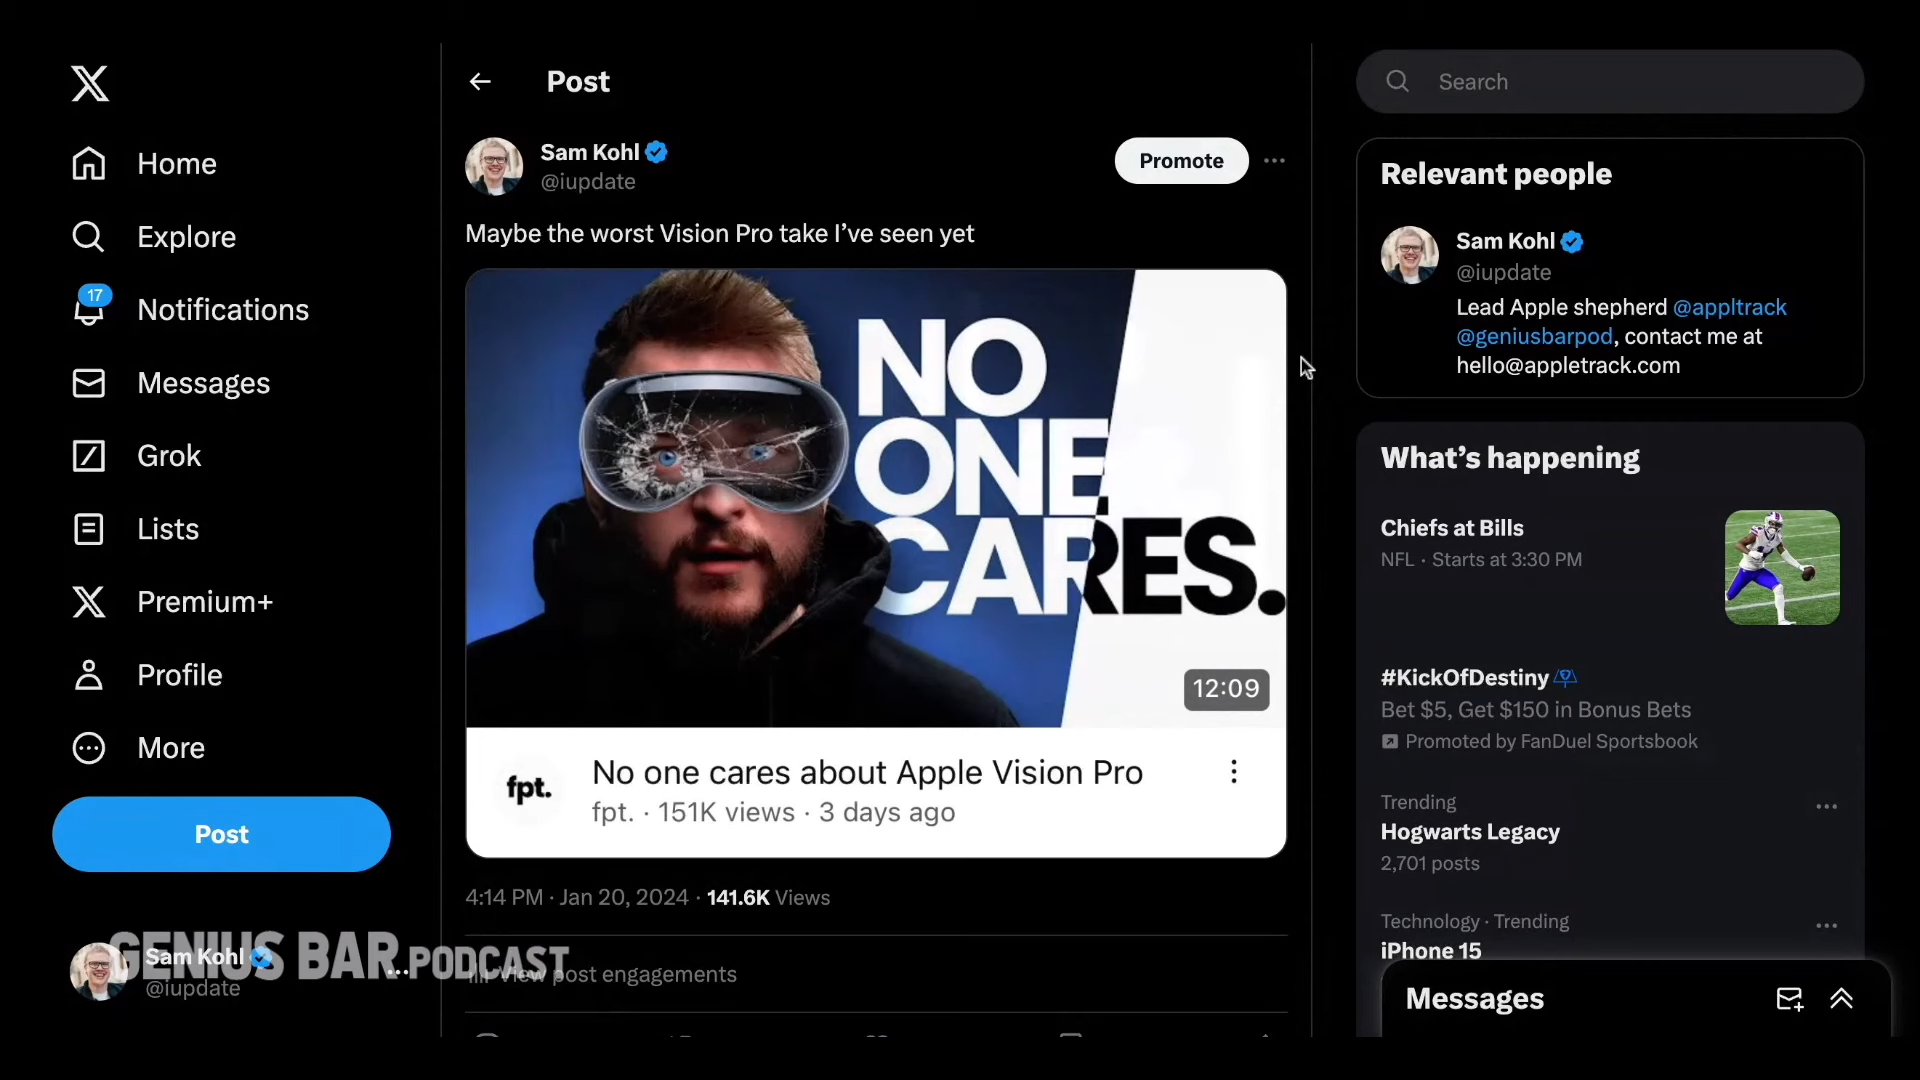 Home
Explore
17
Notifications
Messages
Grok
Lists
Premium+
Profile
More
Post
Sam Kohl
@iupdate
GENIUS BAR.PODCAST
Post
Sam Kohl
@iupdate
Promote
Maybe the worst Vision Pro take I’ve seen yet
NO
ONE
CARES.
12:09
fpt.
No one cares about Apple Vision Pro
fpt. · 151K views · 3 days ago
4:14 PM · Jan 20, 2024 · 141.6K Views
View post engagements
Search
Relevant people
Sam Kohl
@iupdate
Lead Apple shepherd @appltrack
@geniusbarpod, contact me at
hello@appletrack.com
What’s happening
Chiefs at Bills
NFL · Starts at 3:30 PM
#KickOfDestiny
Bet $5, Get $150 in Bonus Bets
Promoted by FanDuel Sportsbook
Trending
Hogwarts Legacy
2,701 posts
Technology · Trending
iPhone 15
Messages